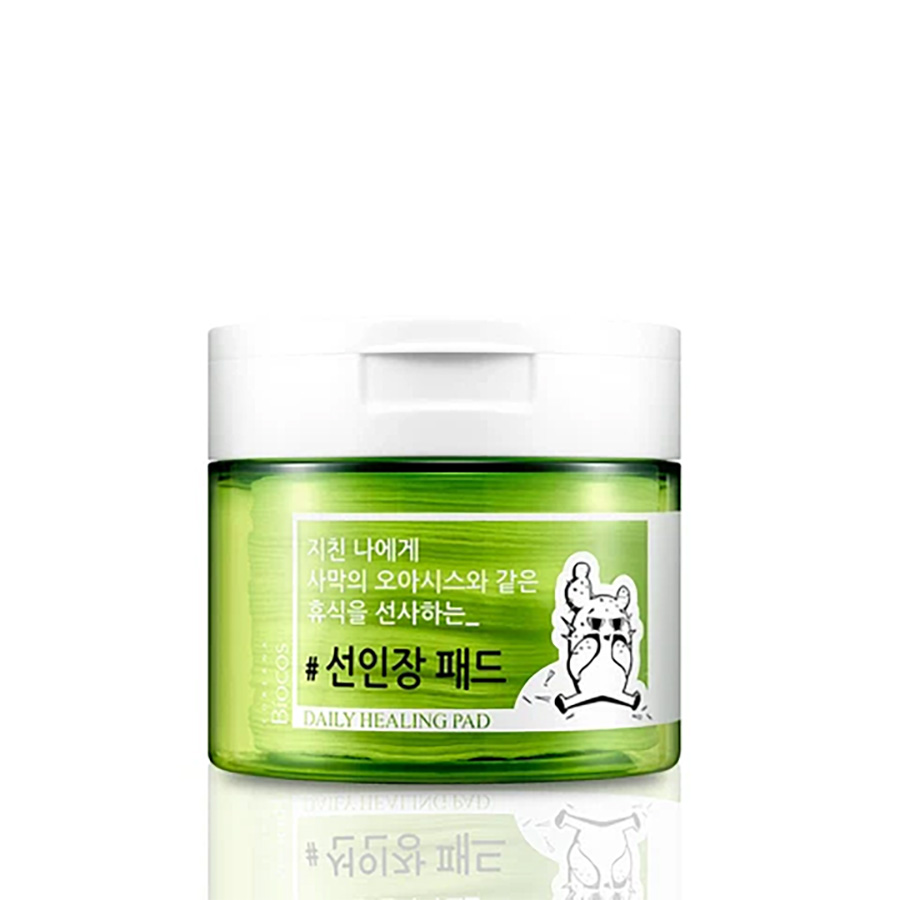 지친 나에게
사막의 오아시스와 같은
휴식을 선사하는_
# 선인장 패드
DAILY HEALING PAD
BIOCOS